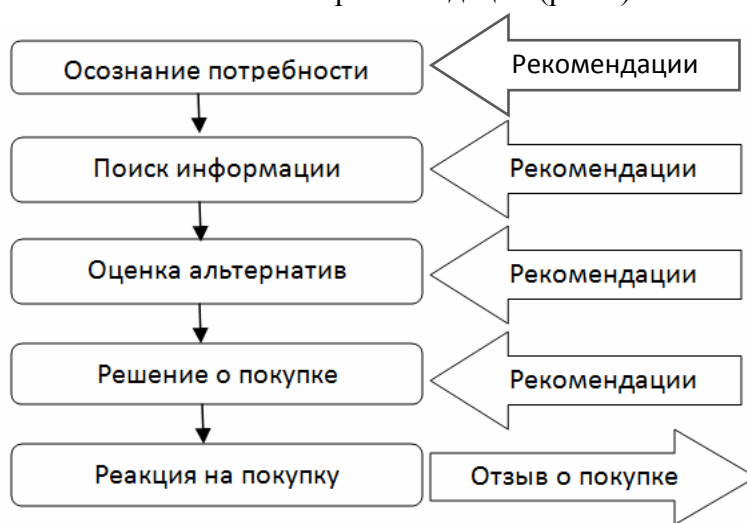 Осознание потребности
Рекомендации
Поиск информации
Рекомендации
Оценка альтернатив
Рекомендации
Решение о покупке
Рекомендации
Реакция на покупку
Отзыв о покупке